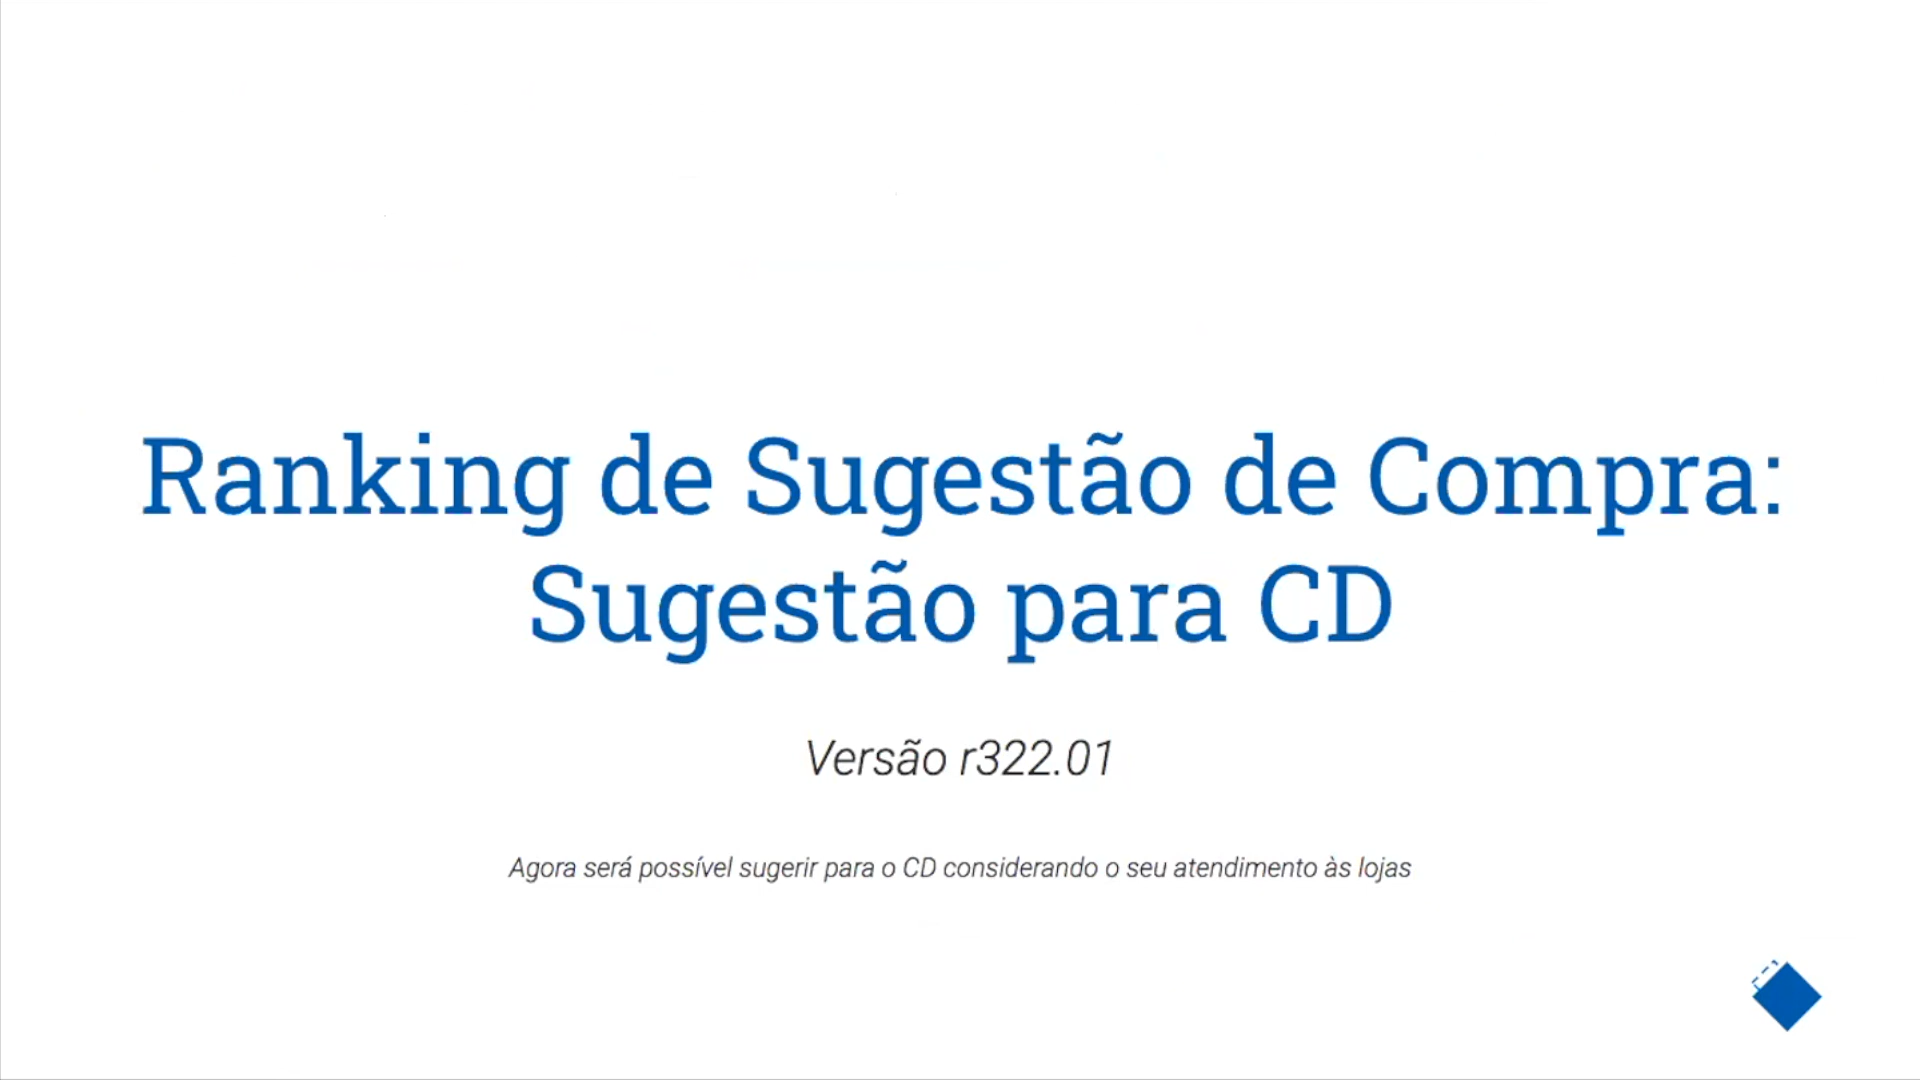 Ranking de Sugestão de Compra:
Sugestão para CD
Versão r322.01
Agora será possível sugerir para o CD considerando o seu atendimento às lojas